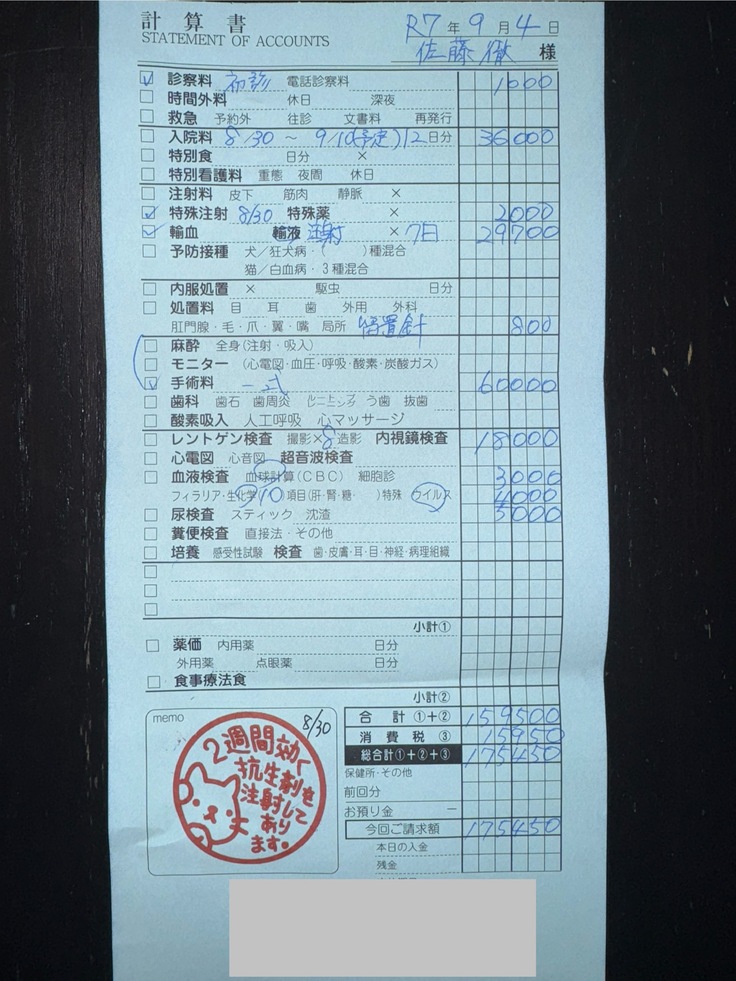 計算書 R7年9月4日
STATEMENT OF ACCOUNTS
佐藤 徹 様
診察料 初診 電話診察料 1000
時間外料 休日 深夜
救急 予約外 往診 文書料 再発行
入院料 8/30 ~ 9/10(予定)12日分 36000
特別食 日分 ×
特別看護料 重態 夜間 休日
注射料 皮下 筋肉 静脈 ×
特殊注射 8/30 特殊薬 × 2000
輸血 輸液 × 7日 29700
予防接種 犬/狂犬病・( )種混合
猫/白血病・3種混合
内服処置 × 駆虫 日分
処置料 目 耳 歯 外用 外科
肛門腺・毛・爪・翼・嘴 局所 留置針 800
麻酔 全身(注射・吸入)
モニター (心電図・血圧・呼吸・酸素・炭酸ガス)
手術料 一式 60000
歯科 歯石 歯周炎 ルートプレーニング う歯 抜歯
酸素吸入 人工呼吸 心マッサージ
レントゲン検査 撮影×8 造影 内視鏡検査 18000
心電図 心音図 超音波検査
血液検査 血球計算(CBC) 細胞診 3000
フィラリア・生化学 10項目(肝・腎・糖・ )特殊 ウイルス 4000
尿検査 スティック 沈渣 5000
糞便検査 直接法・その他
培養 感受性試験 検査 歯・皮膚・耳・目・神経・病理組織
小計①
薬価 内用薬 日分
外用薬 点眼薬 日分
食事療法食
小計②
memo
8/30
2週間効く
抗生剤を
注射して
あり
ます。
合計 ①+② 159500
消費税 ③ 15950
総合計①+②+③ 175450
保健所・その他
前回分
お預り金 −
今回ご請求額 175450
本日の入金
残金